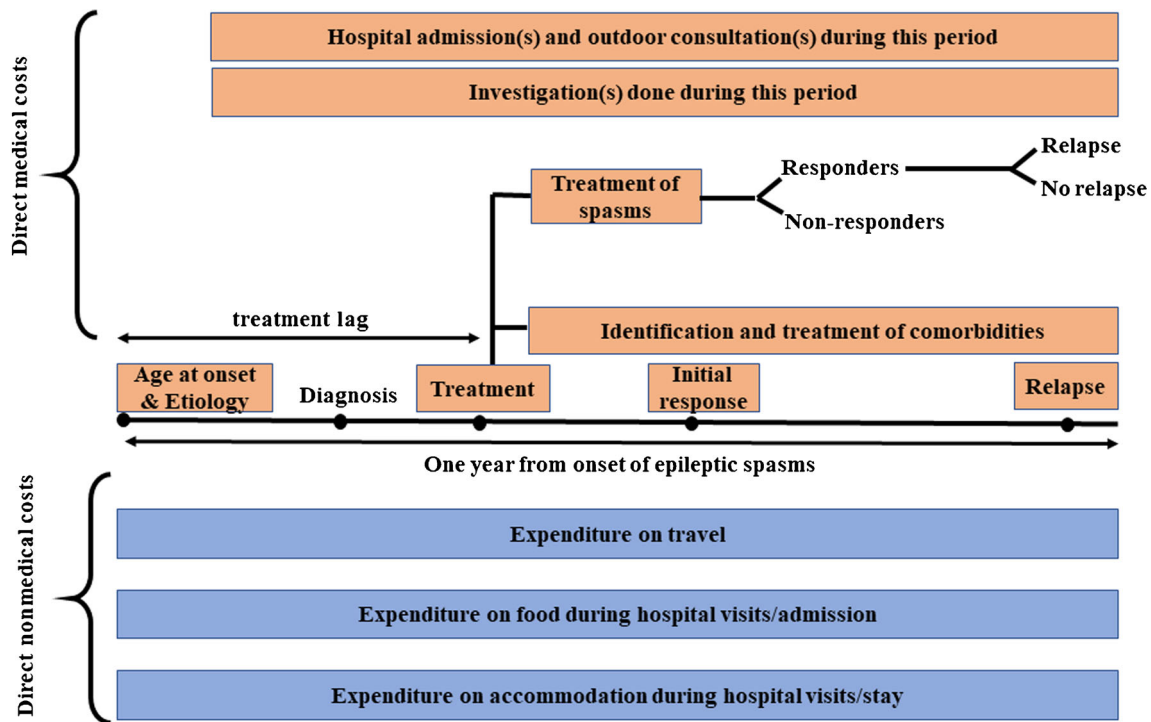 Direct medical costs
Hospital admission(s) and outdoor consultation(s) during this period
Investigation(s) done during this period
Treatment of
spasms
Responders
Non-responders
Relapse
No relapse
treatment lag
Identification and treatment of comorbidities
Age at onset
& Etiology
Diagnosis
Treatment
Initial
response
Relapse
One year from onset of epileptic spasms
Direct nonmedical costs
Expenditure on travel
Expenditure on food during hospital visits/admission
Expenditure on accommodation during hospital visits/stay